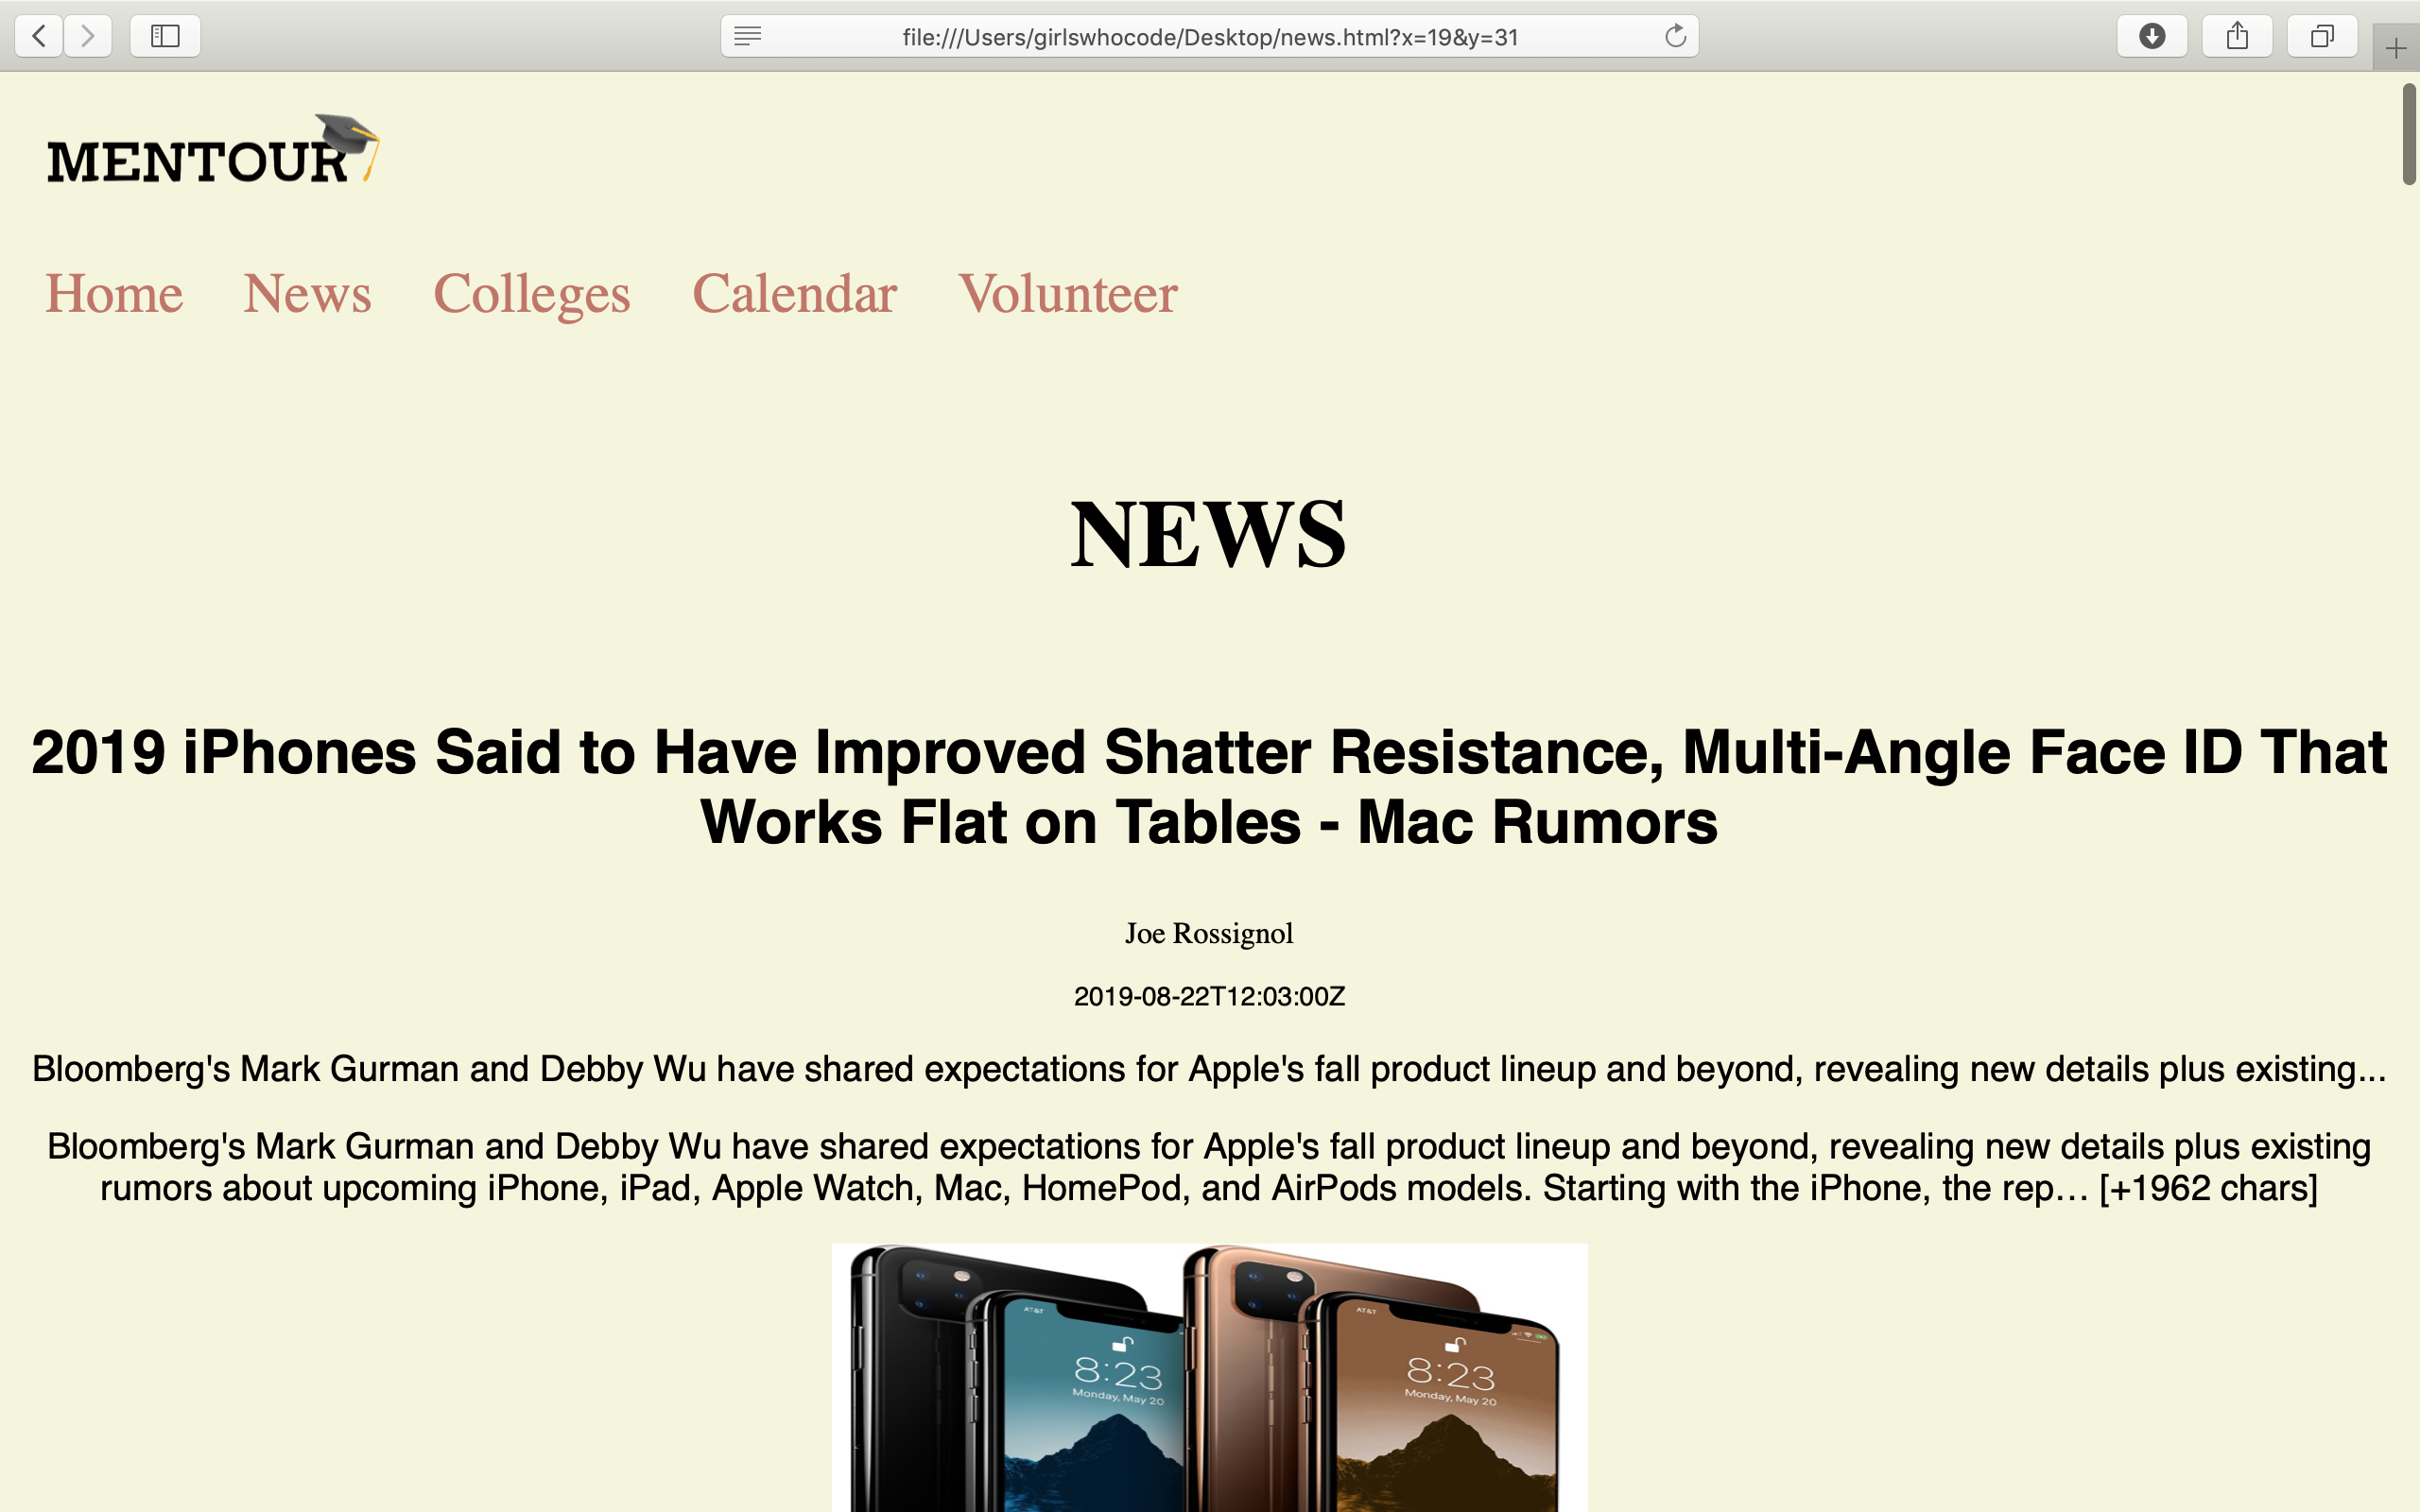 file:///Users/girlswhocode/Desktop/news.html?x=19&y=31
MENTOUR
Home News Colleges Calendar Volunteer
NEWS
2019 iPhones Said to Have Improved Shatter Resistance, Multi-Angle Face ID That
Works Flat on Tables - Mac Rumors
Joe Rossignol
2019-08-22T12:03:00Z
Bloomberg's Mark Gurman and Debby Wu have shared expectations for Apple's fall product lineup and beyond, revealing new details plus existing...
Bloomberg's Mark Gurman and Debby Wu have shared expectations for Apple's fall product lineup and beyond, revealing new details plus existing
rumors about upcoming iPhone, iPad, Apple Watch, Mac, HomePod, and AirPods models. Starting with the iPhone, the rep… [+1962 chars]
AT&T
8:23
Monday, May 20
AT&T
8:23
Monday, May 20